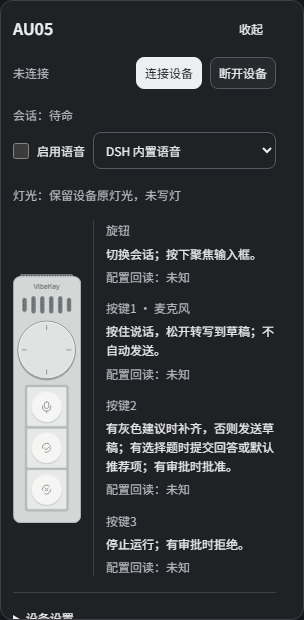 AU05 收起
未连接 连接设备 断开设备
会话：待命
启用语音 DSH 内置语音
灯光：保留设备原灯光，未写灯
VibeKey
旋钮
切换会话；按下聚焦输入框。
配置回读：未知
按键1 · 麦克风
按住说话，松开转写到草稿；不
自动发送。
配置回读：未知
按键2
有灰色建议时补齐，否则发送草
稿；有选择题时提交回答或默认
推荐项；有审批时批准。
配置回读：未知
按键3
停止运行；有审批时拒绝。
配置回读：未知
设备设置